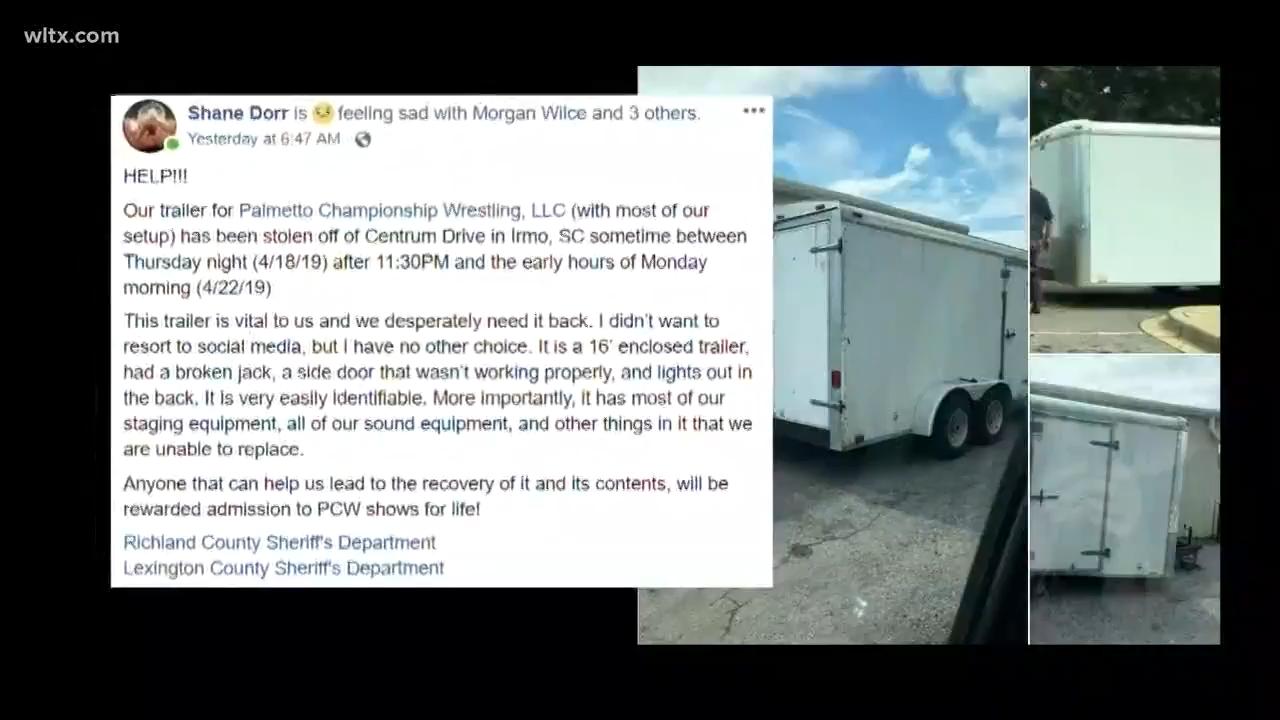 wltx.com
Shane Dorr is feeling sad with Morgan Wilce and 3 others.
Yesterday at 6:47 AM
HELP!!!
Our trailer for Palmetto Championship Wrestling, LLC (with most of our
setup) has been stolen off of Centrum Drive in Irmo, SC sometime between
Thursday night (4/18/19) after 11:30PM and the early hours of Monday
morning (4/22/19)
This trailer is vital to us and we desperately need it back. I didn't want to
resort to social media, but I have no other choice. It is a 16' enclosed trailer,
had a broken jack, a side door that wasn't working properly, and lights out in
the back. It is very easily identifiable. More importantly, it has most of our
staging equipment, all of our sound equipment, and other things in it that we
are unable to replace.
Anyone that can help us lead to the recovery of it and its contents, will be
rewarded admission to PCW shows for life!
Richland County Sheriff's Department
Lexington County Sheriff's Department